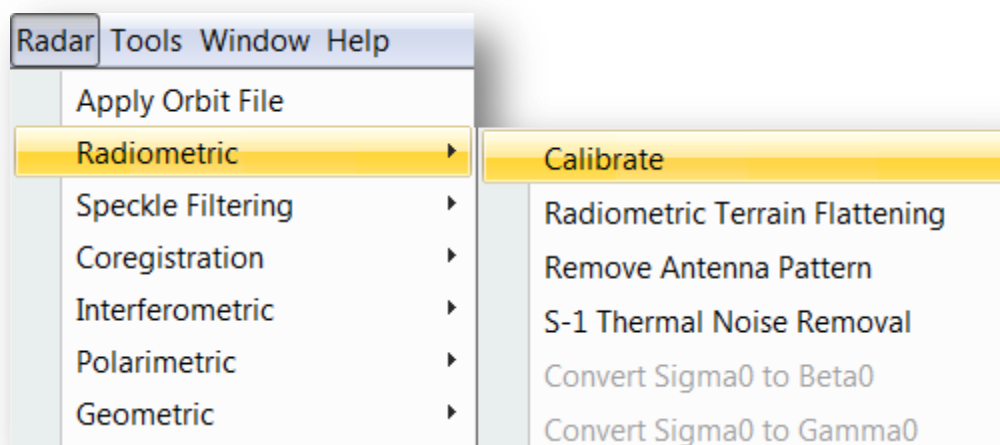 Radar Tools Window Help
Apply Orbit File
Radiometric
Speckle Filtering
Coregistration
Interferometric
Polarimetric
Geometric
Calibrate
Radiometric Terrain Flattening
Remove Antenna Pattern
S-1 Thermal Noise Removal
Convert Sigma0 to Beta0
Convert Sigma0 to Gamma0